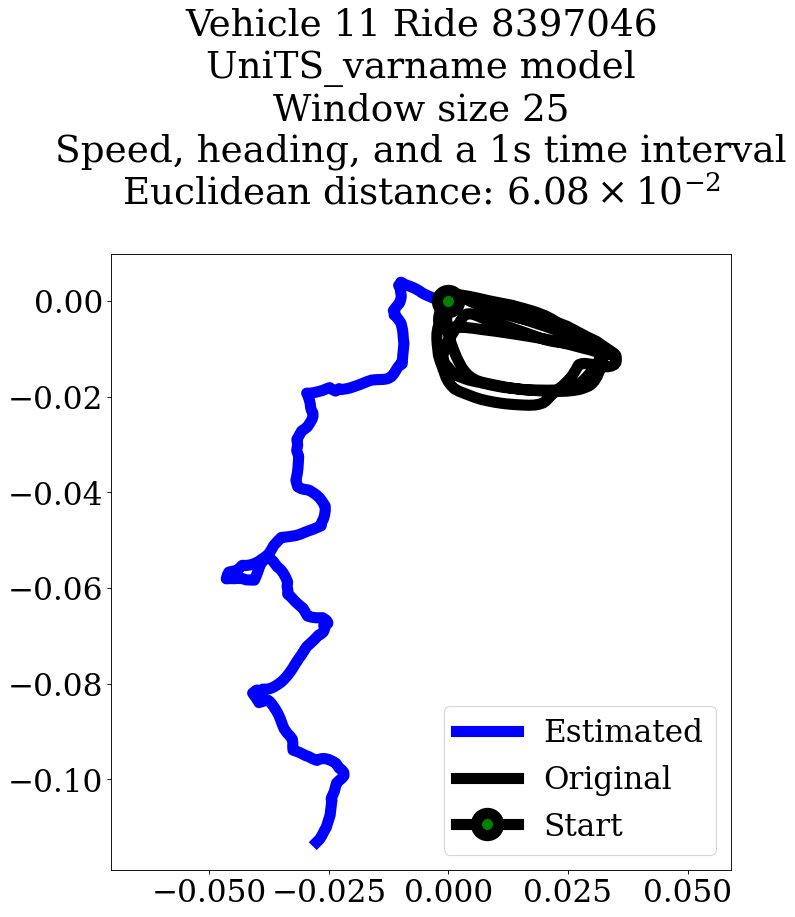 Vehicle 11 Ride 8397046
UniTS_varname model
Window size 25
Speed, heading, and a 1s time interval
Euclidean distance: 6.08 × 10⁻²
0.00
−0.02
−0.04
−0.06
−0.08
−0.10
Estimated
Original
Start
−0.050 −0.025 0.000 0.025 0.050